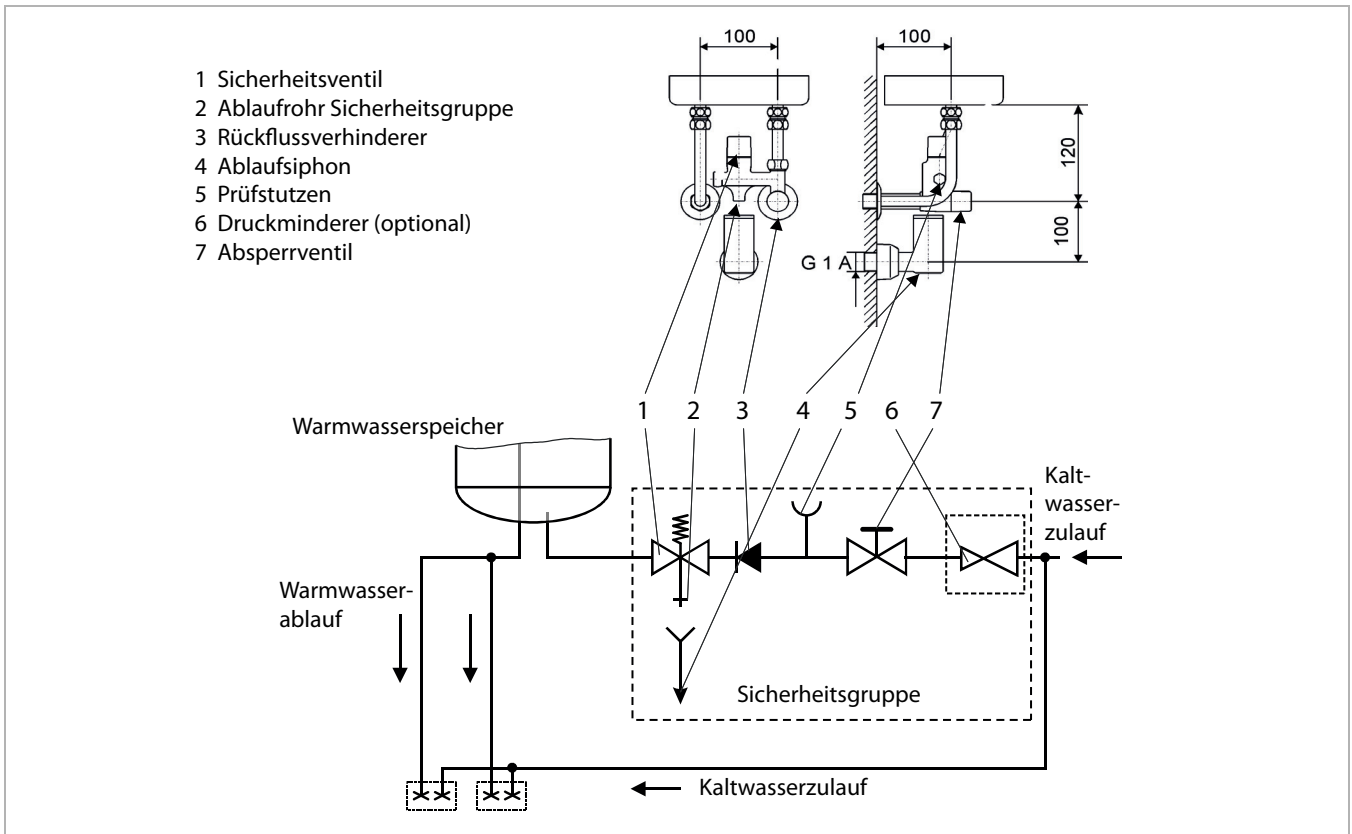 100
100
1 Sicherheitsventil
2 Ablaufrohr Sicherheitsgruppe
3 Rückflussverhinderer
4 Ablaufsiphon
5 Prüfstutzen
6 Druckminderer (optional)
7 Absperrventil
120
100
G 1 A
1 2 3 4 5 6 7
Warmwasserspeicher
Kalt-
wasser-
zulauf
Warmwasser-
ablauf
Sicherheitsgruppe
Kaltwasserzulauf